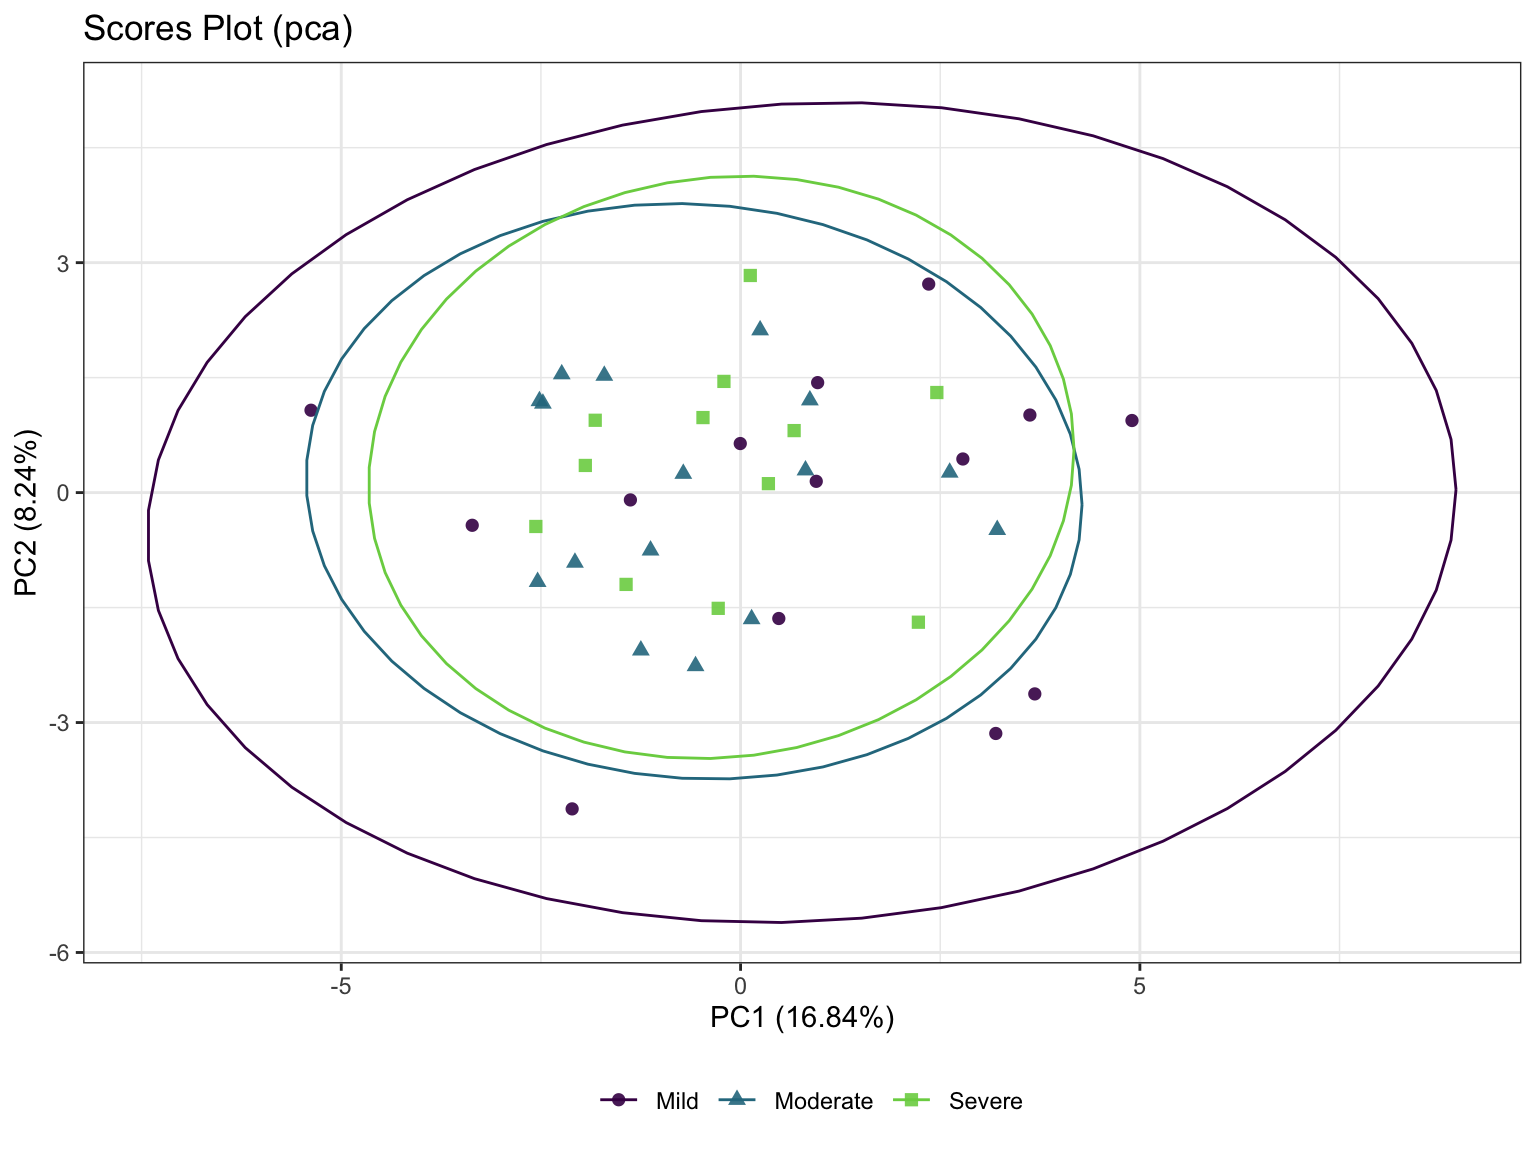 Scores Plot (pca)
3
0
-3
-6
PC2 (8.24%)
-5 0 5
PC1 (16.84%)
Mild Moderate Severe